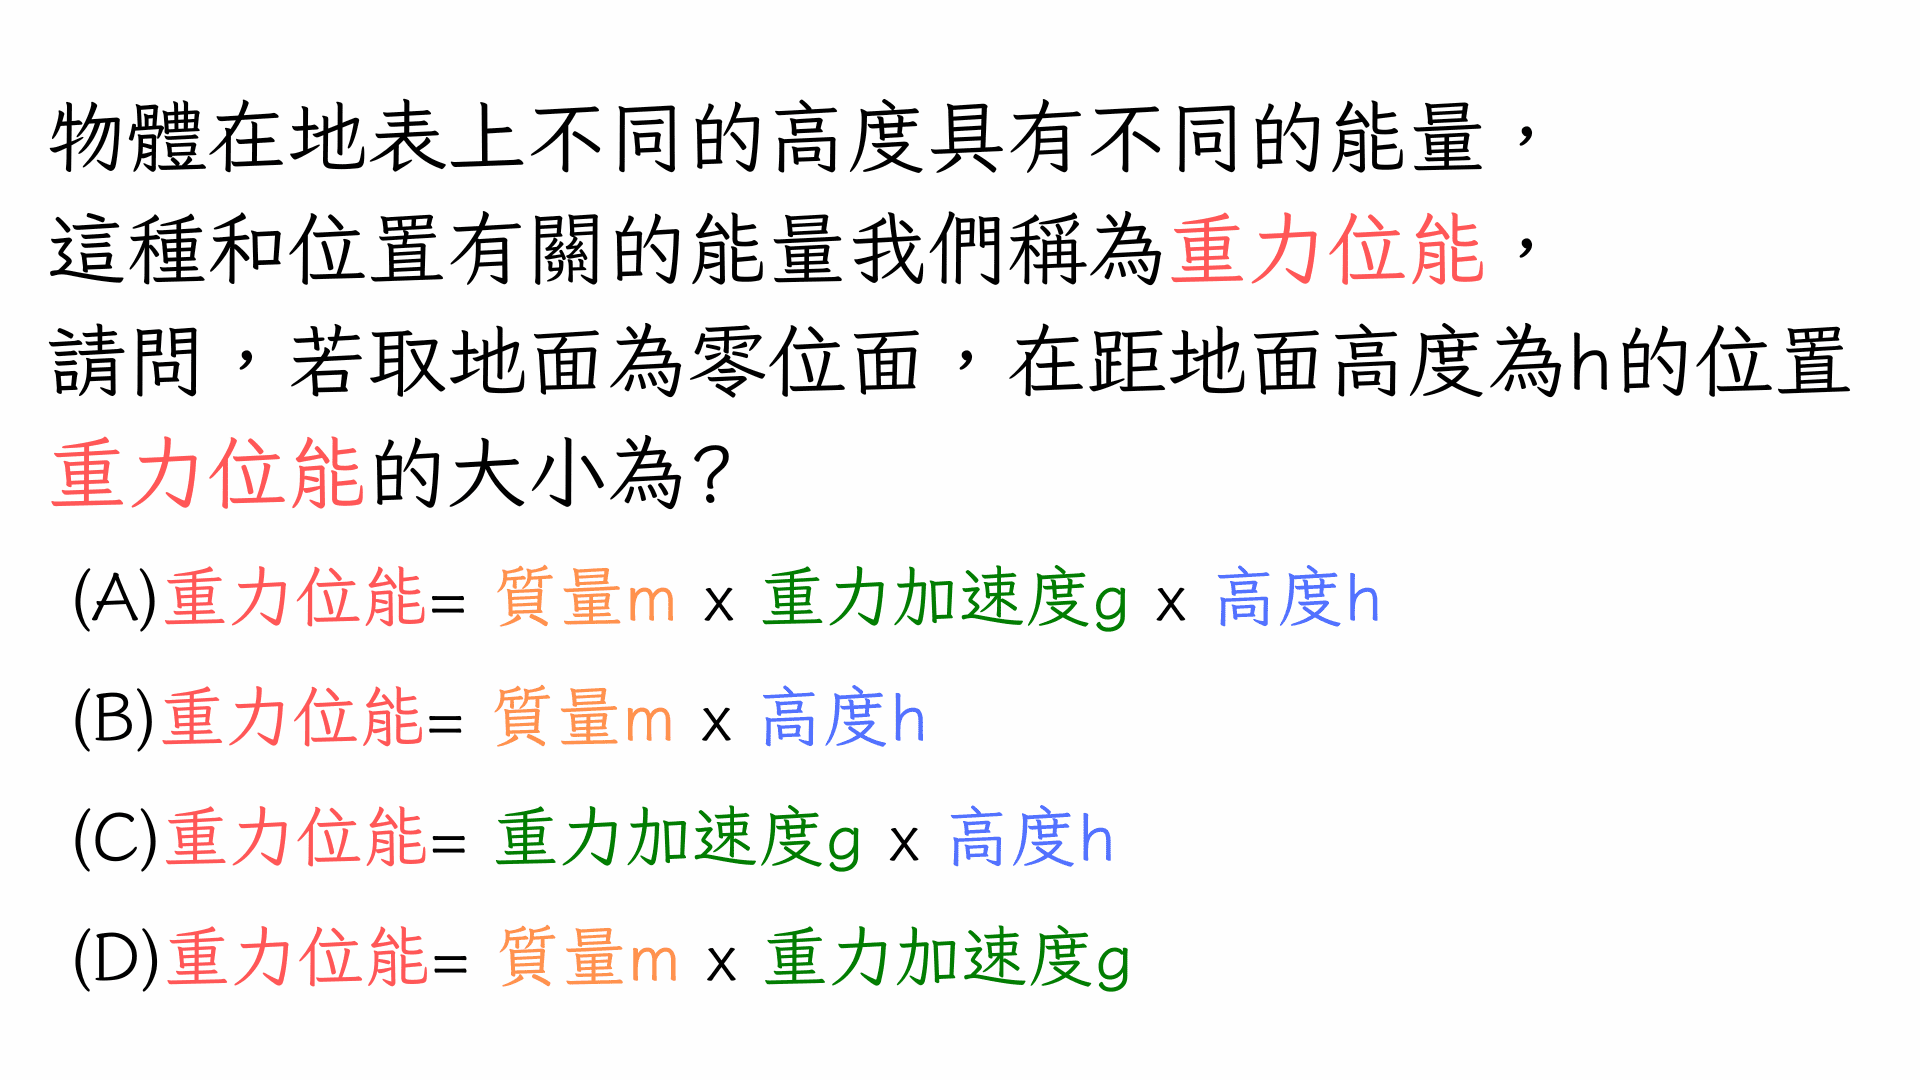 物體在地表上不同的高度具有不同的能量，
這種和位置有關的能量我們稱為重力位能，
請問，若取地面為零位面，在距地面高度為h的位置
重力位能的大小為?
(A)重力位能= 質量m x 重力加速度g x 高度h
(B)重力位能= 質量m x 高度h
(C)重力位能= 重力加速度g x 高度h
(D)重力位能= 質量m x 重力加速度g